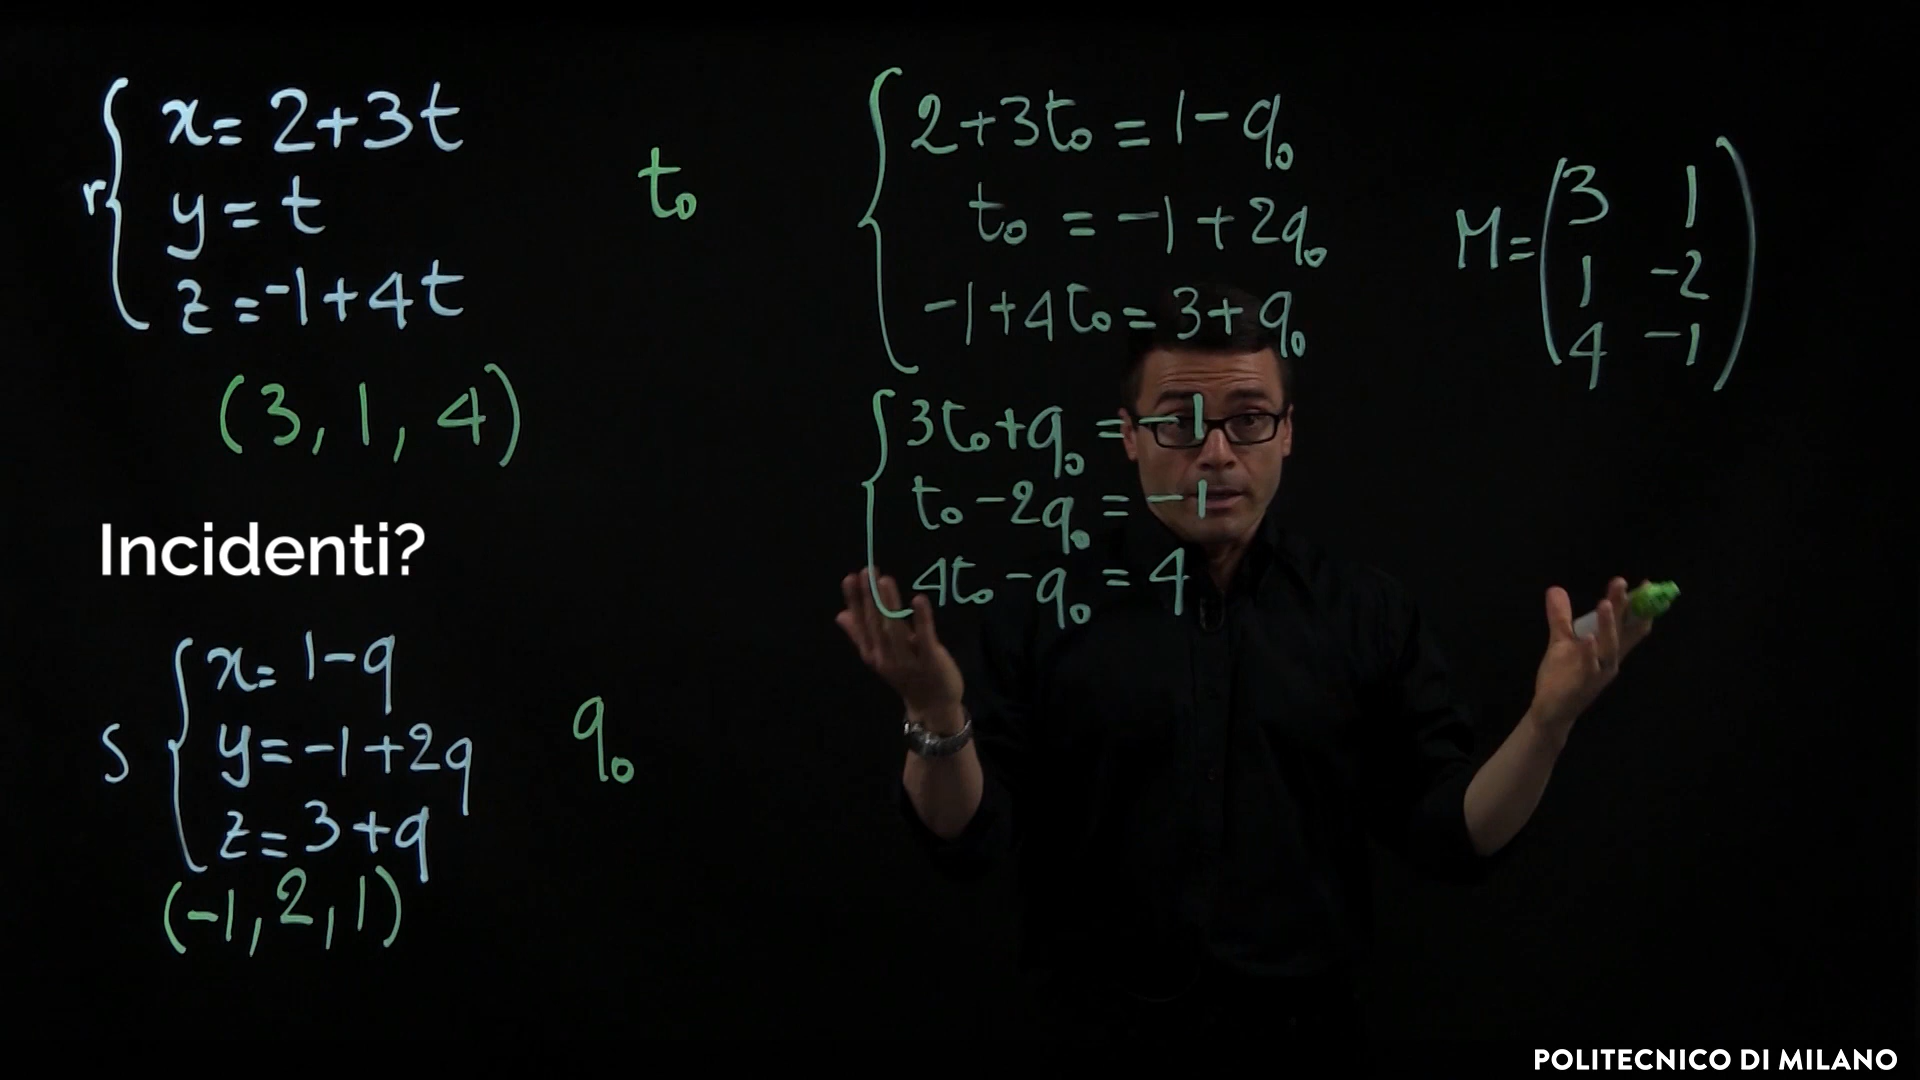 r { x = 2+3t
y = t
z = -1+4t
(3, 1, 4)
Incidenti?
s { x = 1-q
y = -1+2q
z = 3+q
(-1, 2, 1)
t₀
q₀
{ 2+3t₀ = 1-q₀
t₀ = -1+2q₀
-1+4t₀ = 3+q₀
{ 3t₀+q₀ = -1
t₀-2q₀ = -1
4t₀-q₀ = 4
M = ( 3 1
1 -2
4 -1 )
POLITECNICO DI MILANO